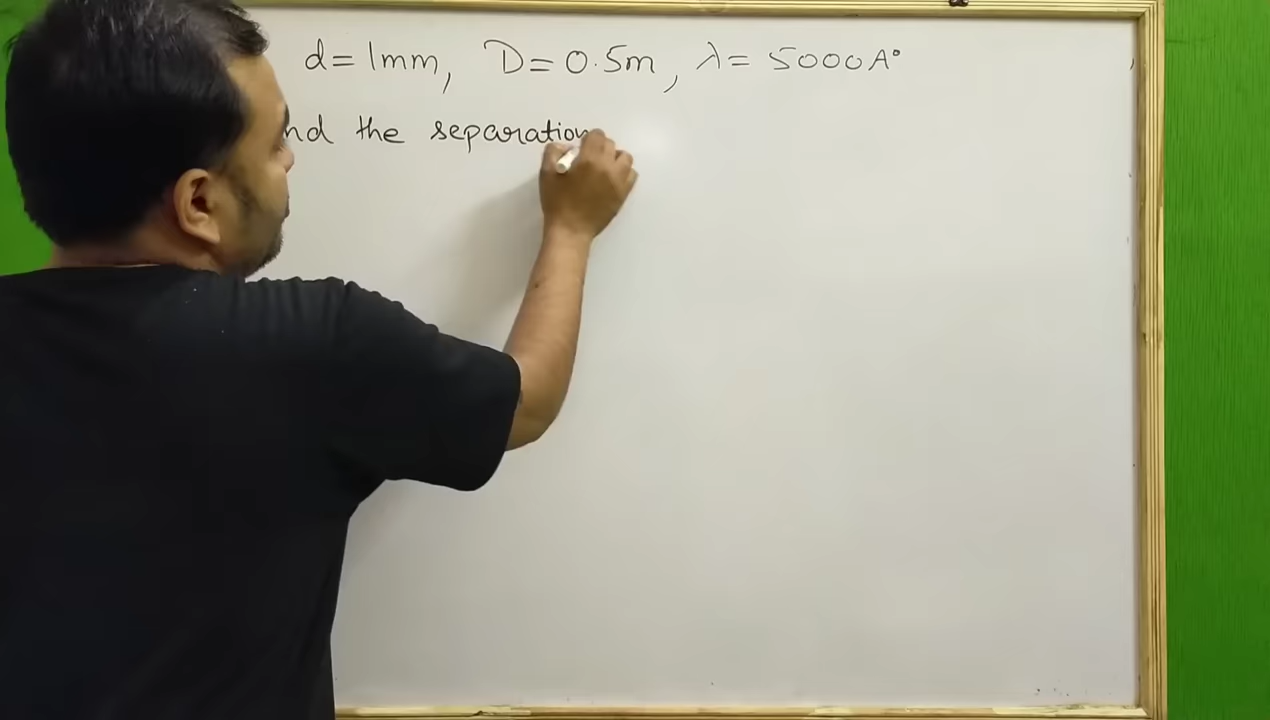 d = 1mm, D = 0.5m, λ = 5000A°
nd the separation